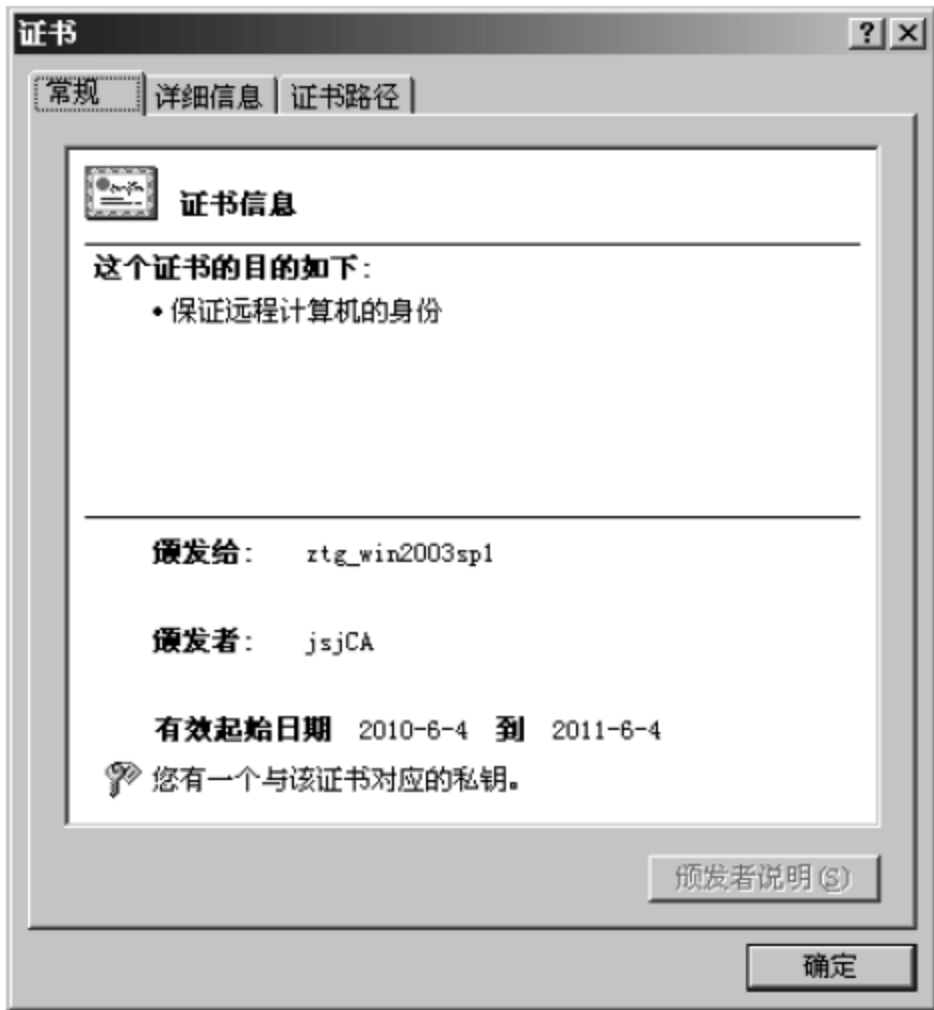 证书
常规 详细信息 证书路径
证书信息
这个证书的目的如下:
•保证远程计算机的身份
颁发给: ztg_win2003sp1
颁发者: jsjCA
有效起始日期 2010-6-4 到 2011-6-4
您有一个与该证书对应的私钥。
颁发者说明(S)
确定